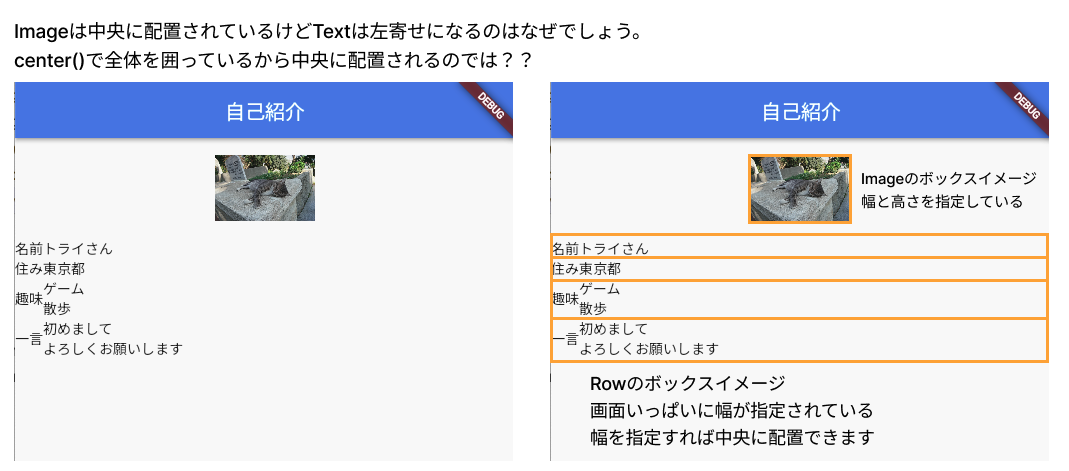 Imageは中央に配置されているけどTextは左寄せになるのはなぜでしょう。
center()で全体を囲っているから中央に配置されるのでは？？
自己紹介
DEBUG
名前トライさん
住み東京都
趣味
ゲーム
散歩
一言
初めまして
よろしくお願いします
自己紹介
DEBUG
Imageのボックスイメージ
幅と高さを指定している
名前トライさん
住み東京都
趣味
ゲーム
散歩
一言
初めまして
よろしくお願いします
Rowのボックスイメージ
画面いっぱいに幅が指定されている
幅を指定すれば中央に配置できます